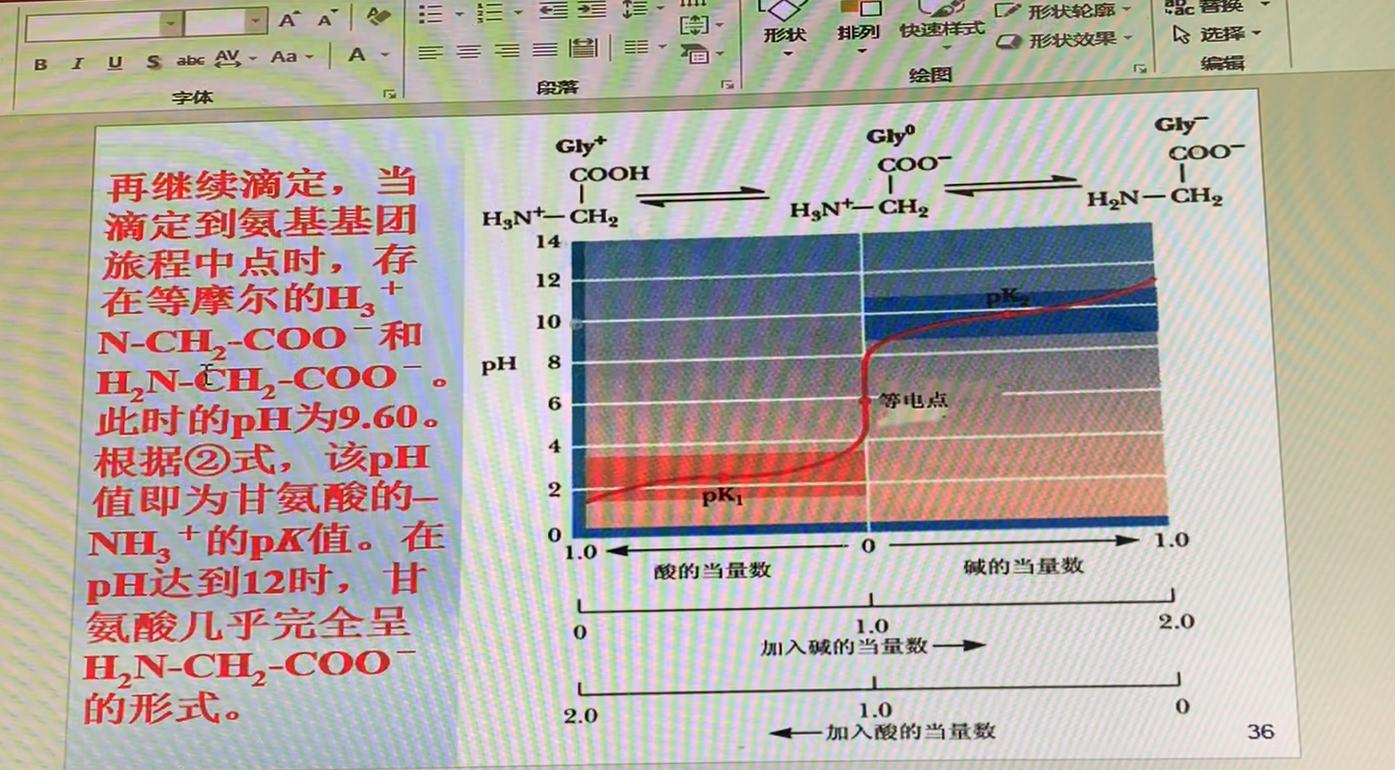 形状
排列
快速样式
形状轮廓
形状效果
替换
选择
B I U S abc AV Aa A
字体
段落
绘图
编辑
再继续滴定，当
滴定到氨基基团
旅程中点时，存
在等摩尔的H₃⁺
N-CH₂-COO⁻和
H₂N-CH₂-COO⁻。
此时的pH为9.60。
根据②式，该pH
值即为甘氨酸的–
NH₃⁺的pK值。在
pH达到12时，甘
氨酸几乎完全呈
H₂N-CH₂-COO⁻
的形式。
Gly⁺
COOH
H₃N⁺—CH₂
Gly⁰
COO⁻
H₃N⁺—CH₂
Gly⁻
COO⁻
H₂N—CH₂
14
12
10
pH 8
6
4
2
0
pK₂
等电点
pK₁
1.0 0 1.0
酸的当量数 碱的当量数
0 1.0 2.0
加入碱的当量数
2.0 1.0 0
加入酸的当量数
36